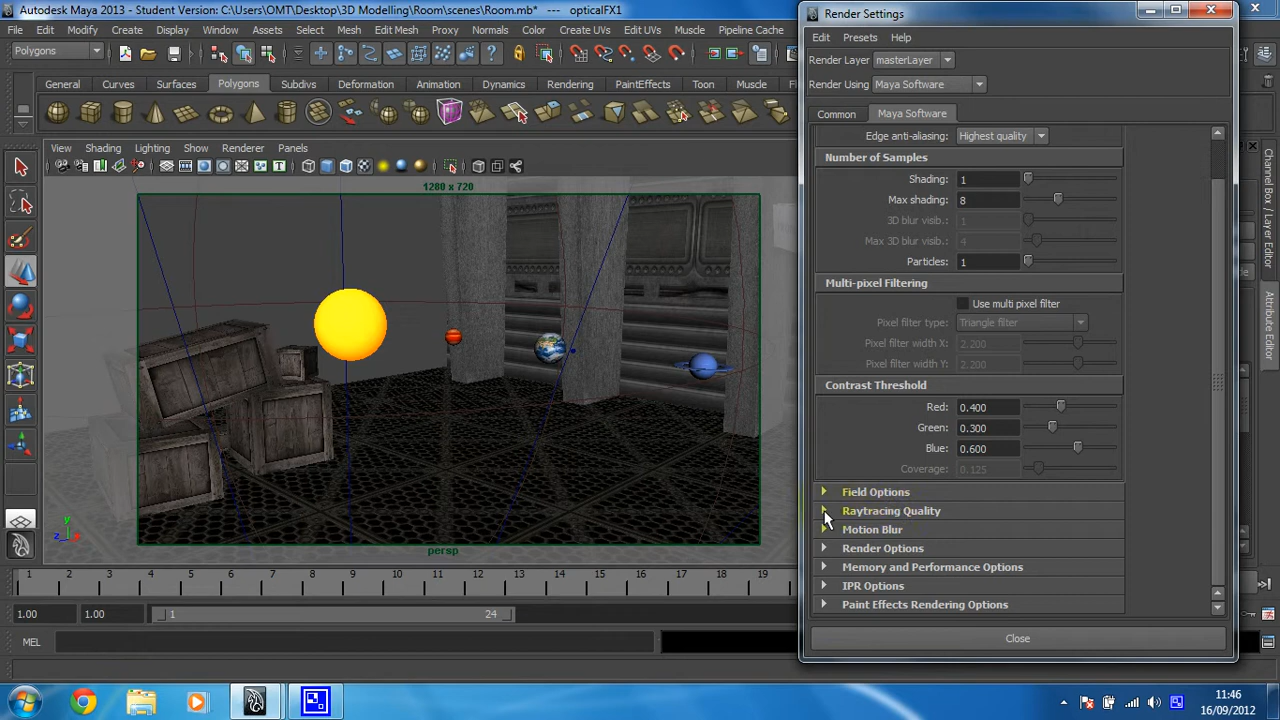 Autodesk Maya 2013 - Student Version: C:\Users\OMT\Desktop\3D Modelling\Room\scenes\Room.mb* --- opticalFX1
File Edit Modify Create Display Window Assets Select Mesh Edit Mesh Proxy Normals Color Create UVs Edit UVs Muscle Pipeline Cache
Polygons
General Curves Surfaces Polygons Subdivs Deformation Animation Dynamics Rendering PaintEffects Toon Muscle
View Shading Lighting Show Renderer Panels
1280 x 720
persp
y
z
1 2 3 4 5 6 7 8 9 10 11 12 13 14 15 16 17 18 19
1.00 1.00 1 24
MEL
Render Settings
Edit Presets Help
Render Layer masterLayer
Render Using Maya Software
Common Maya Software
Edge anti-aliasing: Highest quality
Number of Samples
Shading: 1
Max shading: 8
3D blur visib.: 1
Max 3D blur visib.: 4
Particles: 1
Multi-pixel Filtering
Use multi pixel filter
Pixel filter type: Triangle filter
Pixel filter width X: 2.200
Pixel filter width Y: 2.200
Contrast Threshold
Red: 0.400
Green: 0.300
Blue: 0.600
Coverage: 0.125
Field Options
Raytracing Quality
Motion Blur
Render Options
Memory and Performance Options
IPR Options
Paint Effects Rendering Options
Close
Channel Box / Layer Editor
Attribute Editor
11:46
16/09/2012